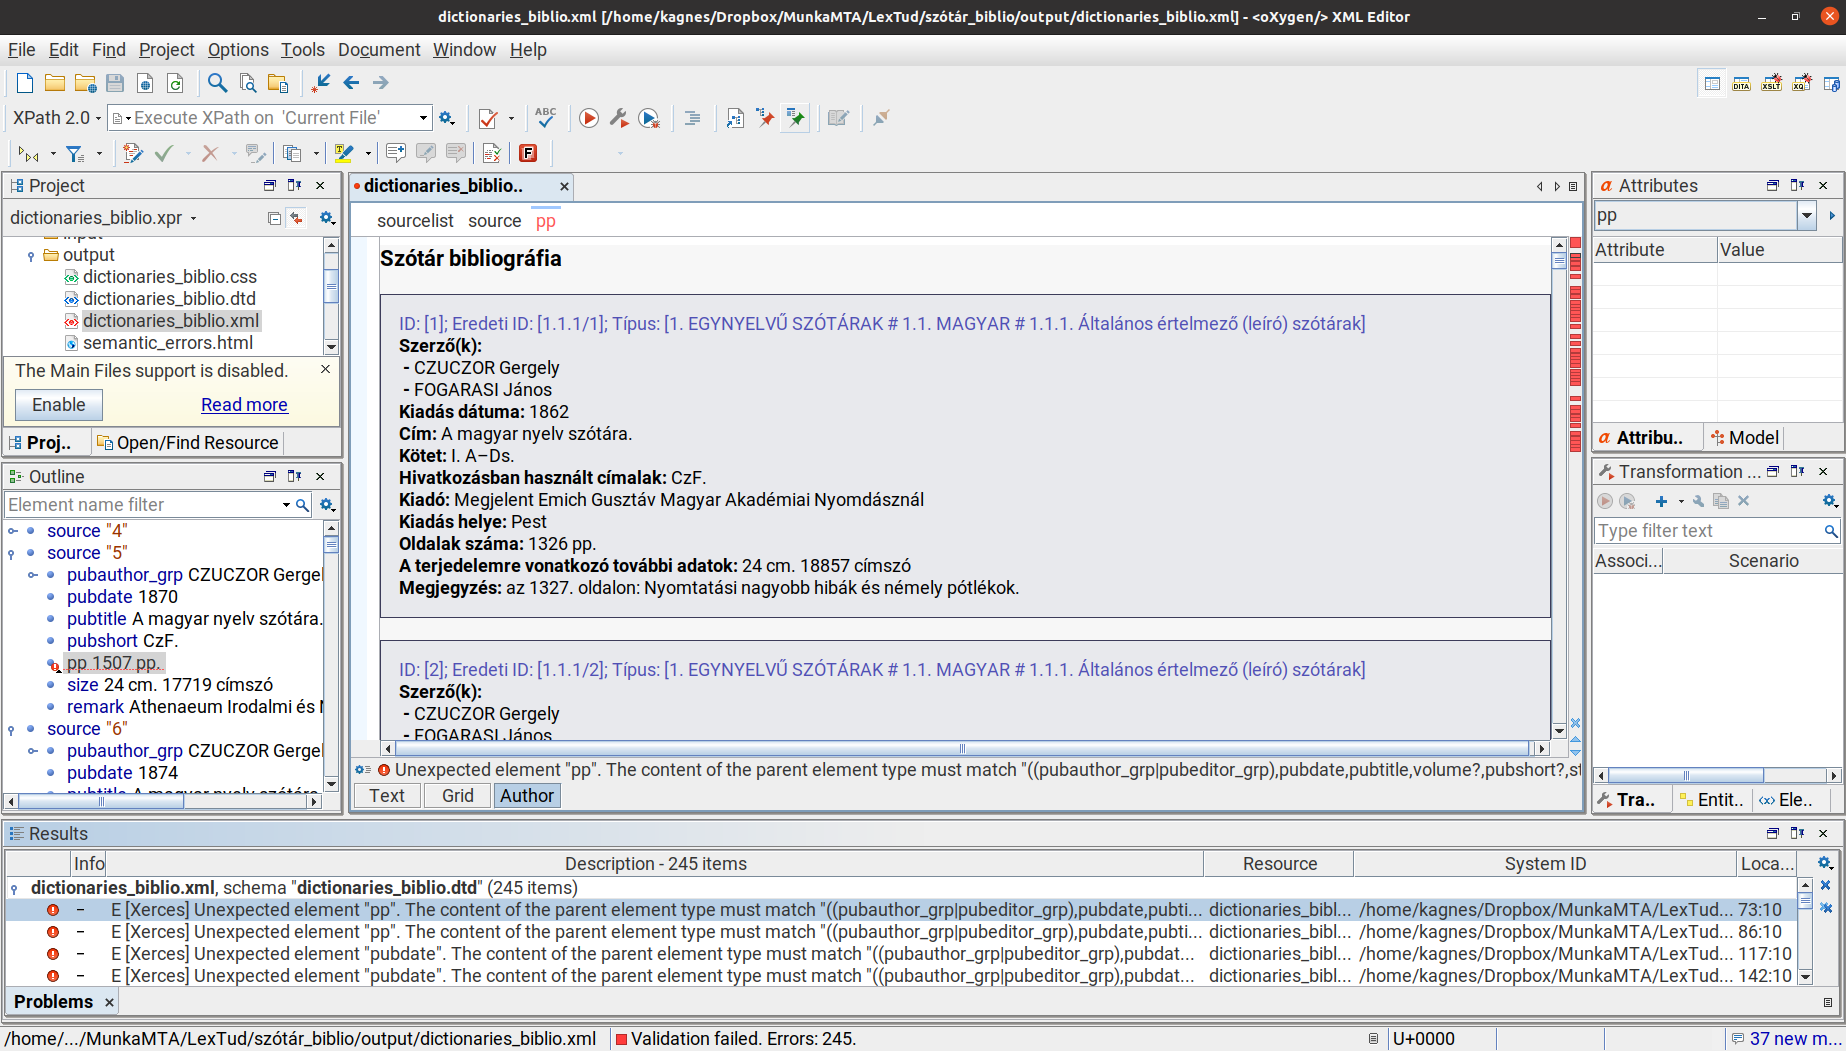 dictionaries_biblio.xml [/home/kagnes/Dropbox/MunkaMTA/LexTud/szótár_biblio/output/dictionaries_biblio.xml] - <oXygen/> XML Editor
File Edit Find Project Options Tools Document Window Help
DITA XSLT XQ
XPath 2.0 Execute XPath on 'Current File' ABC
T F
Project
dictionaries_biblio.xpr
output
dictionaries_biblio.css
dictionaries_biblio.dtd
dictionaries_biblio.xml
semantic_errors.html
The Main Files support is disabled.
Enable Read more
Proj.. Open/Find Resource
Outline
Element name filter
source "4"
source "5"
pubauthor_grp CZUCZOR Gergel
pubdate 1870
pubtitle A magyar nyelv szótára.
pubshort CzF.
pp 1507 pp.
size 24 cm. 17719 címszó
remark Athenaeum Irodalmi és
source "6"
pubauthor_grp CZUCZOR Gergel
pubdate 1874
pubtitle A magyar nyelv szótára
dictionaries_biblio..
sourcelist source pp
Szótár bibliográfia
ID: [1]; Eredeti ID: [1.1.1/1]; Típus: [1. EGYNYELVŰ SZÓTÁRAK # 1.1. MAGYAR # 1.1.1. Általános értelmező (leíró) szótárak]
Szerző(k):
- CZUCZOR Gergely
- FOGARASI János
Kiadás dátuma: 1862
Cím: A magyar nyelv szótára.
Kötet: I. A–Ds.
Hivatkozásban használt címalak: CzF.
Kiadó: Megjelent Emich Gusztáv Magyar Akadémiai Nyomdásznál
Kiadás helye: Pest
Oldalak száma: 1326 pp.
A terjedelemre vonatkozó további adatok: 24 cm. 18857 címszó
Megjegyzés: az 1327. oldalon: Nyomtatási nagyobb hibák és némely pótlékok.
ID: [2]; Eredeti ID: [1.1.1/2]; Típus: [1. EGYNYELVŰ SZÓTÁRAK # 1.1. MAGYAR # 1.1.1. Általános értelmező (leíró) szótárak]
Szerző(k):
- CZUCZOR Gergely
- FOGARASI János
Unexpected element "pp". The content of the parent element type must match "((pubauthor_grp|pubeditor_grp),pubdate,pubtitle,volume?,pubshort?,st
Text Grid Author
Attributes
pp
Attribute Value
Attribu.. Model
Transformation ...
Type filter text
Associ... Scenario
Tra.. Entit.. Ele..
Results
Info Description - 245 items Resource System ID Loca...
dictionaries_biblio.xml, schema "dictionaries_biblio.dtd" (245 items)
– E [Xerces] Unexpected element "pp". The content of the parent element type must match "((pubauthor_grp|pubeditor_grp),pubdate,pubti... dictionaries_bibl... /home/kagnes/Dropbox/MunkaMTA/LexTud... 73:10
– E [Xerces] Unexpected element "pp". The content of the parent element type must match "((pubauthor_grp|pubeditor_grp),pubdate,pubti... dictionaries_bibl... /home/kagnes/Dropbox/MunkaMTA/LexTud... 86:10
– E [Xerces] Unexpected element "pubdate". The content of the parent element type must match "((pubauthor_grp|pubeditor_grp),pubdat... dictionaries_bibl... /home/kagnes/Dropbox/MunkaMTA/LexTud... 117:10
– E [Xerces] Unexpected element "pubdate". The content of the parent element type must match "((pubauthor_grp|pubeditor_grp),pubdat... dictionaries_bibl... /home/kagnes/Dropbox/MunkaMTA/LexTud... 142:10
Problems
/home/.../MunkaMTA/LexTud/szótár_biblio/output/dictionaries_biblio.xml Validation failed. Errors: 245. U+0000 37 new m...